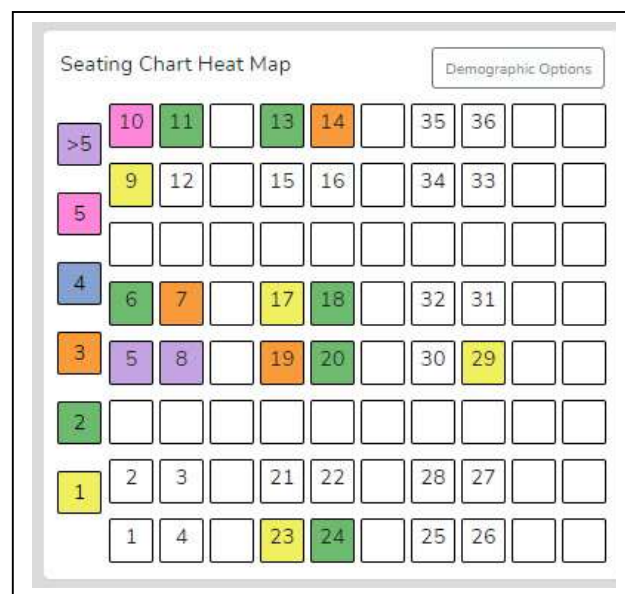 Seating Chart Heat Map
Demographic Options
>5
5
4
3
2
1
10 11 13 14 35 36
9 12 15 16 34 33
6 7 17 18 32 31
5 8 19 20 30 29
2 3 21 22 28 27
1 4 23 24 25 26